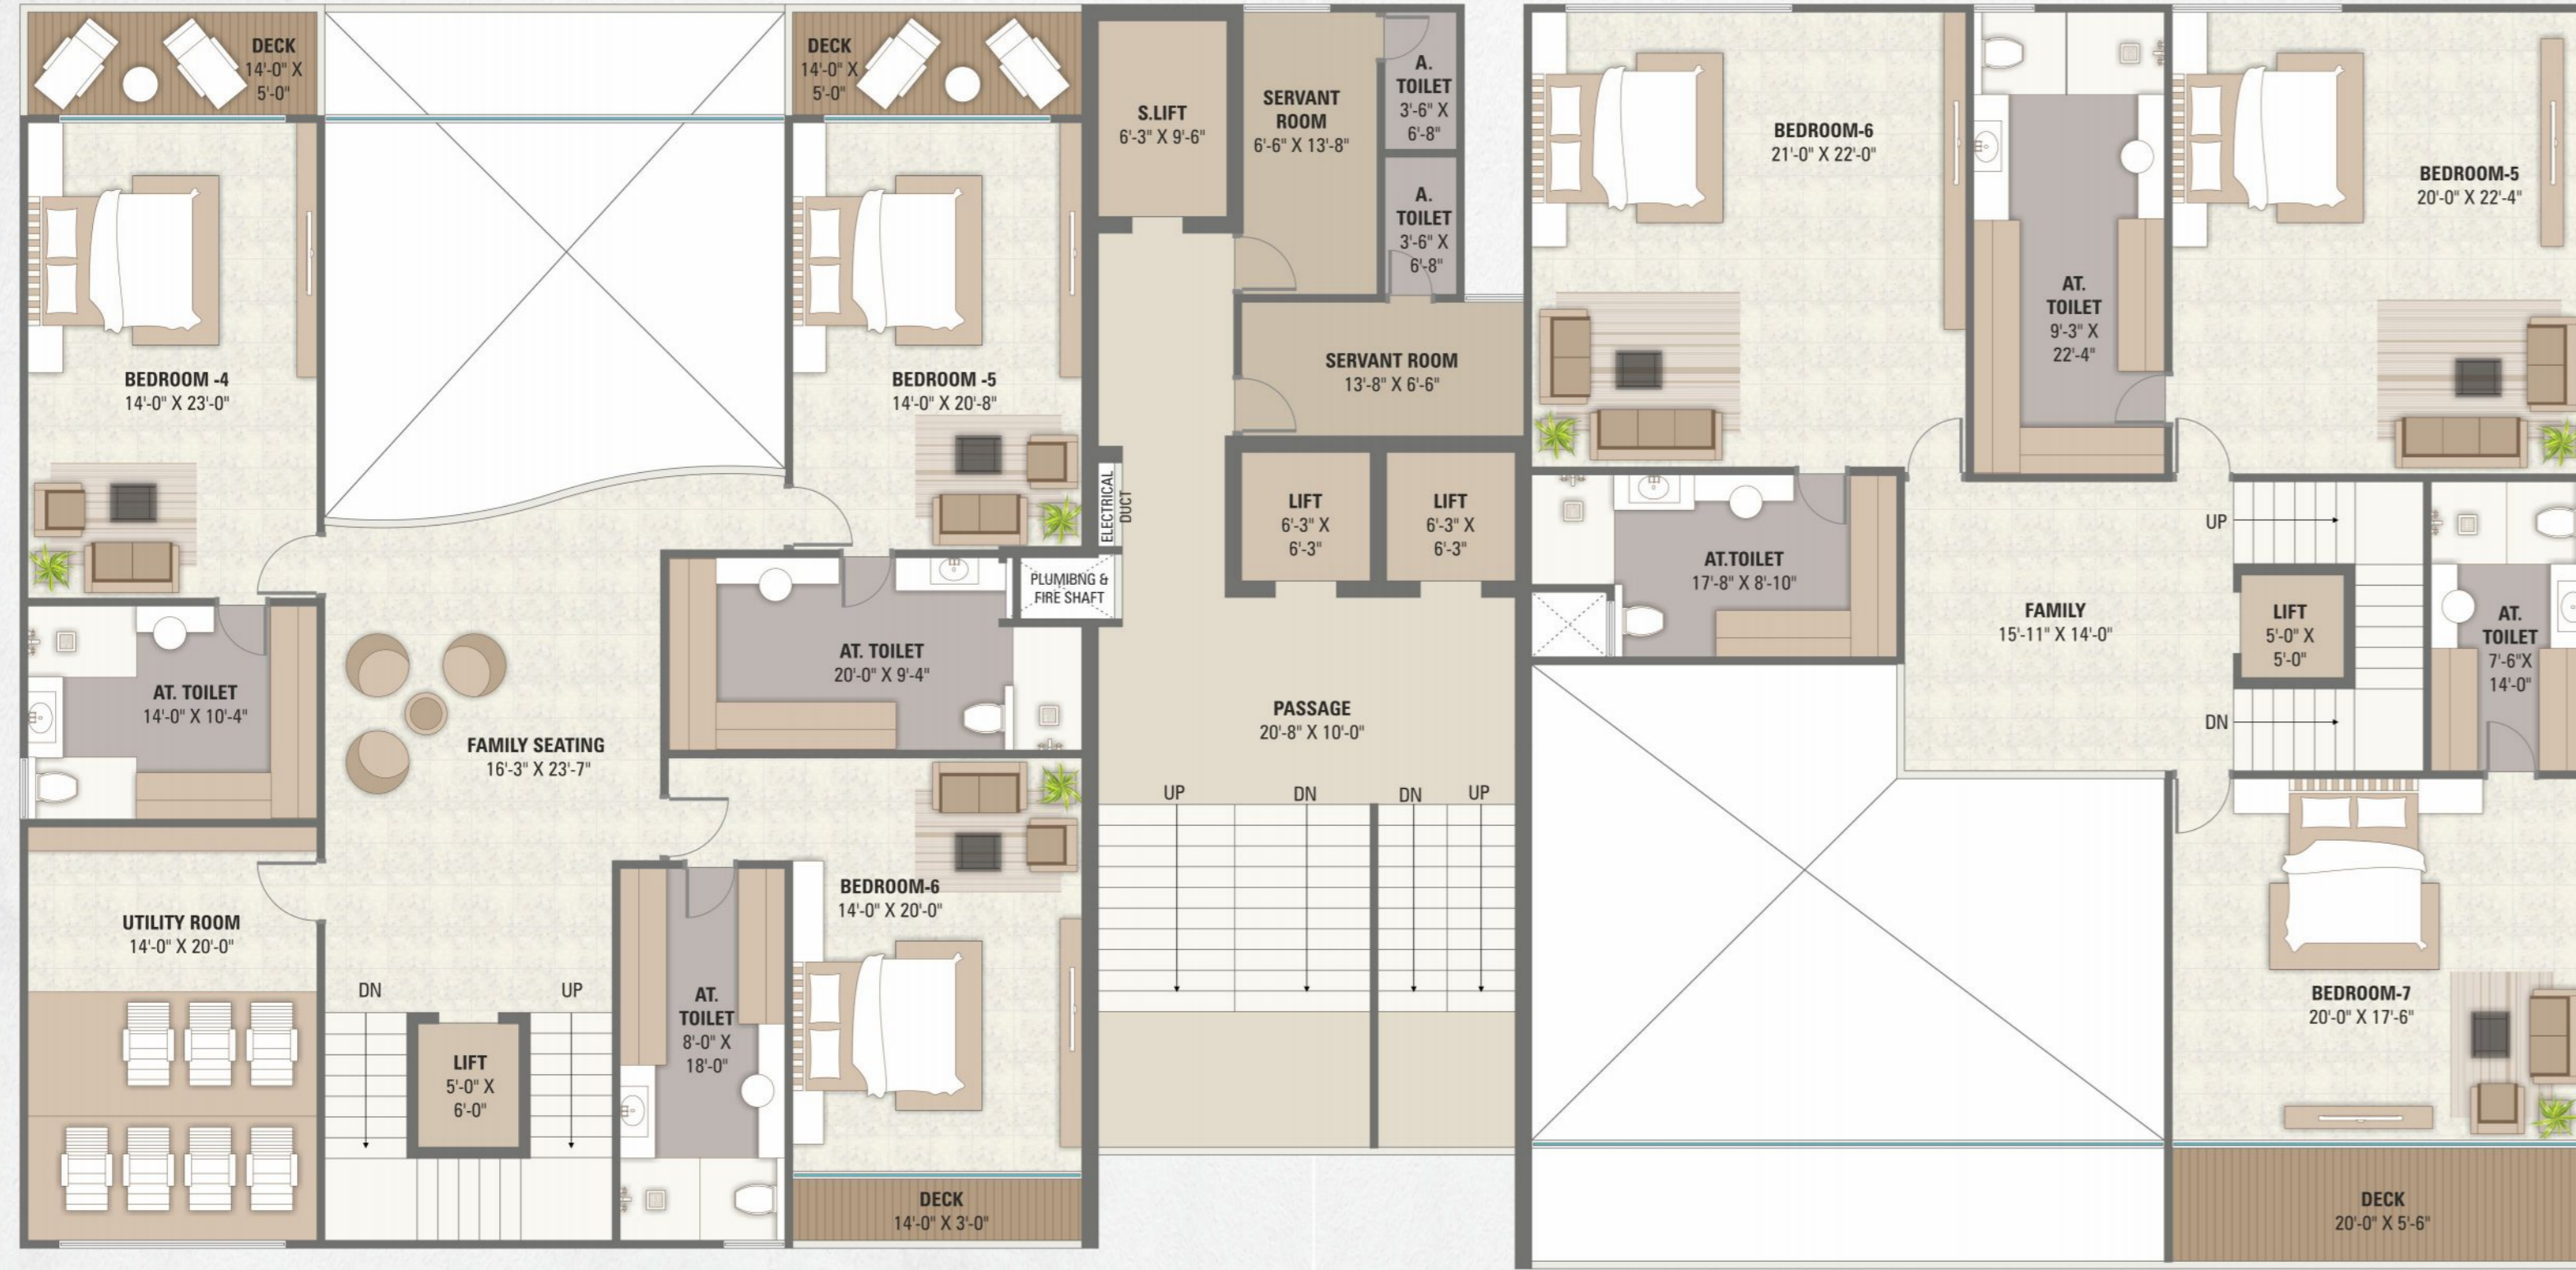 DECK
14'-0" X
5'-0"
DECK
14'-0" X
5'-0"
S.LIFT
6'-3" X 9'-6"
SERVANT
ROOM
6'-6" X 13'-8"
A.
TOILET
3'-6" X
6'-8"
A.
TOILET
3'-6" X
6'-8"
BEDROOM-6
21'-0" X 22'-0"
BEDROOM-5
20'-0" X 22'-4"
AT.
TOILET
9'-3" X
22'-4"
BEDROOM -4
14'-0" X 23'-0"
BEDROOM -5
14'-0" X 20'-8"
SERVANT ROOM
13'-8" X 6'-6"
ELECTRICAL
DUCT
LIFT
6'-3" X
6'-3"
LIFT
6'-3" X
6'-3"
PLUMIBNG &
FIRE SHAFT
AT.TOILET
17'-8" X 8'-10"
UP
FAMILY
15'-11" X 14'-0"
LIFT
5'-0" X
5'-0"
AT.
TOILET
7'-6"X
14'-0"
DN
AT. TOILET
14'-0" X 10'-4"
AT. TOILET
20'-0" X 9'-4"
FAMILY SEATING
16'-3" X 23'-7"
PASSAGE
20'-8" X 10'-0"
UP
DN
DN
UP
BEDROOM-6
14'-0" X 20'-0"
UTILITY ROOM
14'-0" X 20'-0"
DN
UP
LIFT
5'-0" X
6'-0"
AT.
TOILET
8'-0" X
18'-0"
BEDROOM-7
20'-0" X 17'-6"
DECK
14'-0" X 3'-0"
DECK
20'-0" X 5'-6"